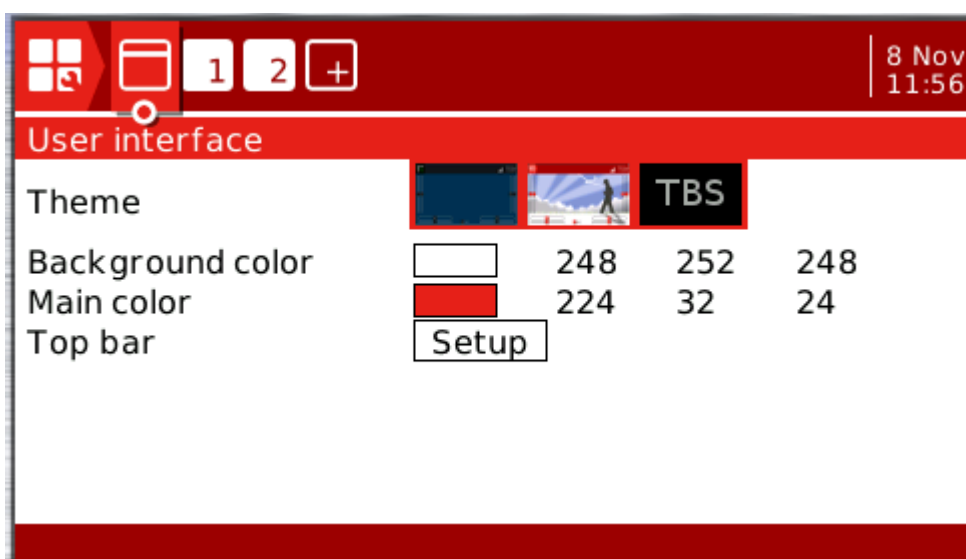 1 2 +
8 Nov
11:56
User interface
Theme TBS
Background color 248 252 248
Main color 224 32 24
Top bar Setup